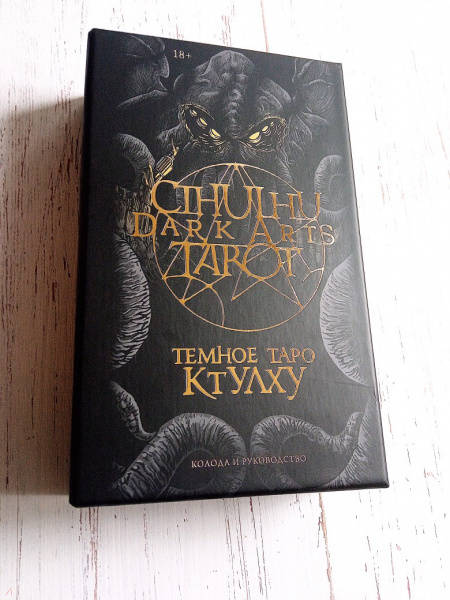 18+
CTHULHU
DARK ARTS
TAROT
ТЕМНОЕ ТАРО
КТУЛХУ
КОЛОДА И РУКОВОДСТВО